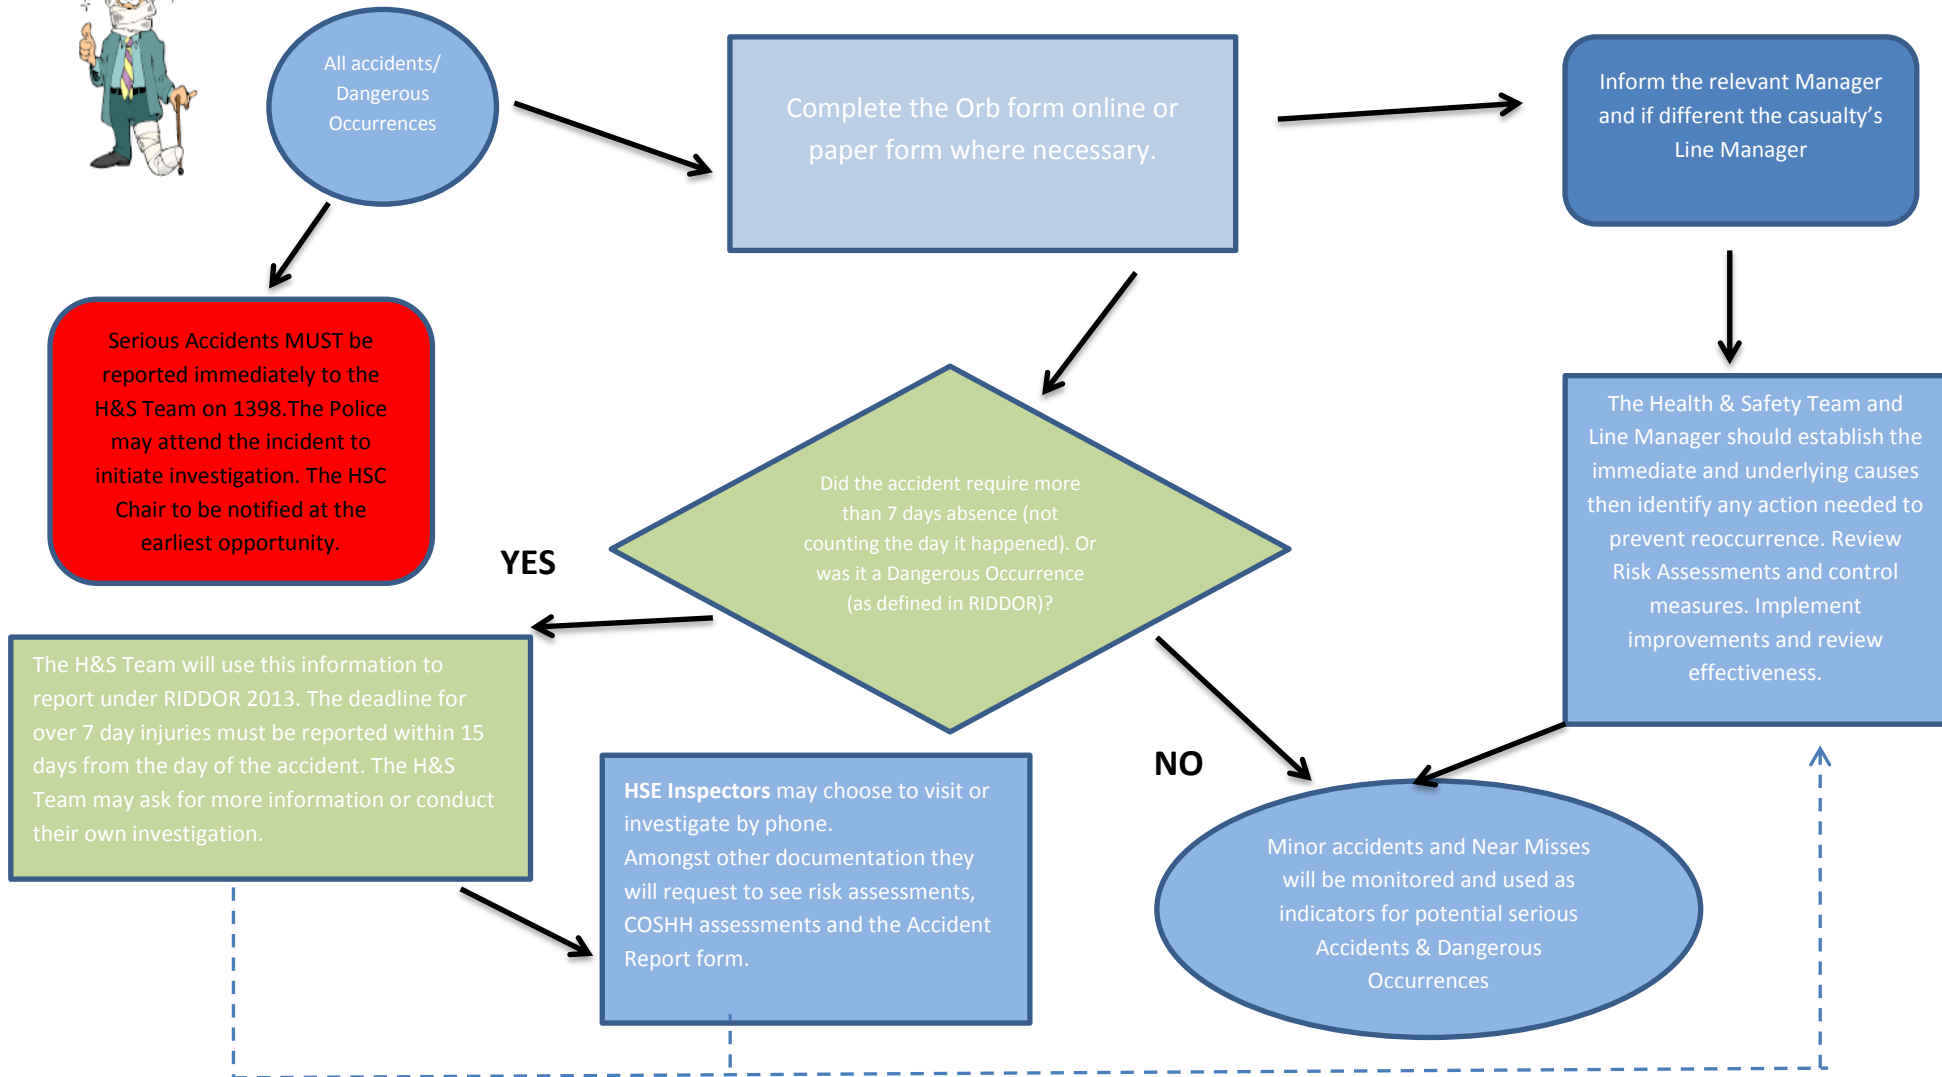 All accidents/
Dangerous
Occurrences
Complete the Orb form online or
paper form where necessary.
Inform the relevant Manager
and if different the casualty’s
Line Manager
Serious Accidents MUST be
reported immediately to the
H&S Team on 1398.The Police
may attend the incident to
initiate investigation. The HSC
Chair to be notified at the
earliest opportunity.
The Health & Safety Team and
Line Manager should establish the
immediate and underlying causes
then identify any action needed to
prevent reoccurrence. Review
Risk Assessments and control
measures. Implement
improvements and review
effectiveness.
Did the accident require more
than 7 days absence (not
counting the day it happened). Or
was it a Dangerous Occurrence
(as defined in RIDDOR)?
YES
The H&S Team will use this information to
report under RIDDOR 2013. The deadline for
over 7 day injuries must be reported within 15
days from the day of the accident. The H&S
Team may ask for more information or conduct
their own investigation.
NO
HSE Inspectors may choose to visit or
investigate by phone.
Amongst other documentation they
will request to see risk assessments,
COSHH assessments and the Accident
Report form.
Minor accidents and Near Misses
will be monitored and used as
indicators for potential serious
Accidents & Dangerous
Occurrences